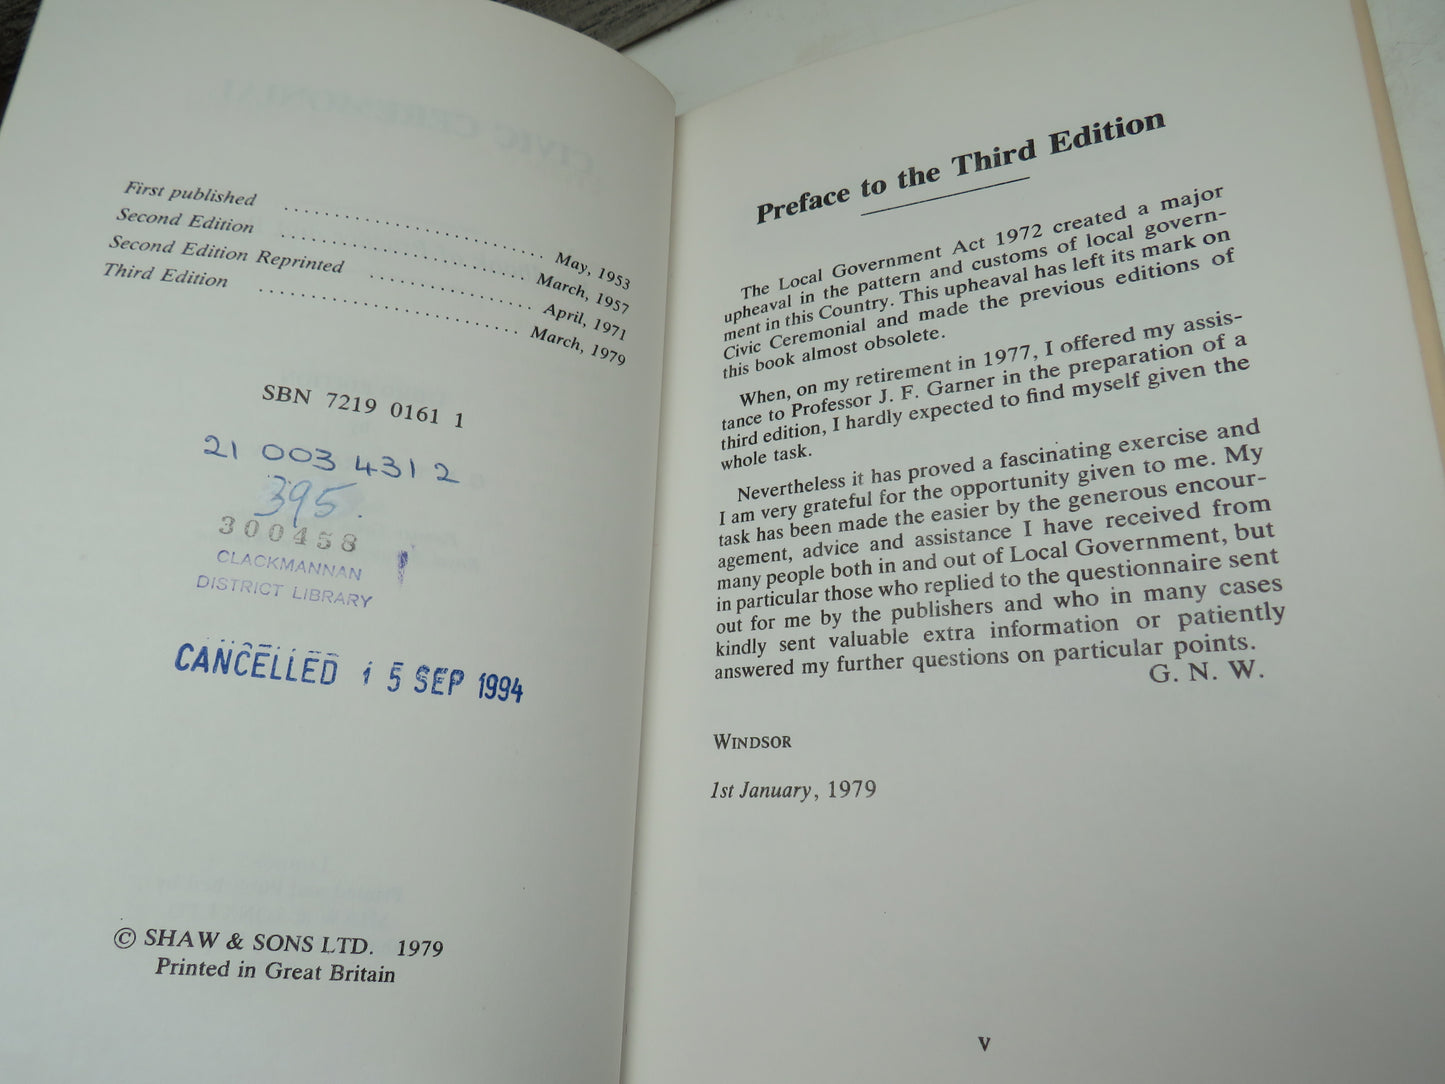 First published .......................... May, 1953
Second Edition .......................... March, 1957
Second Edition Reprinted .................. April, 1971
Third Edition .......................... March, 1979
SBN 7219 0161 1
21 003 4312
395.
300458
CLACKMANNAN
DISTRICT LIBRARY
CANCELLED 15 SEP 1994
© SHAW & SONS LTD. 1979
Printed in Great Britain
Preface to the Third Edition
The Local Government Act 1972 created a major
upheaval in the pattern and customs of local govern-
ment in this Country. This upheaval has left its mark on
Civic Ceremonial and made the previous editions of
this book almost obsolete.
When, on my retirement in 1977, I offered my assis-
tance to Professor J. F. Garner in the preparation of a
third edition, I hardly expected to find myself given the
whole task.
Nevertheless it has proved a fascinating exercise and
I am very grateful for the opportunity given to me. My
task has been made the easier by the generous encour-
agement, advice and assistance I have received from
many people both in and out of Local Government, but
in particular those who replied to the questionnaire sent
out for me by the publishers and who in many cases
kindly sent valuable extra information or patiently
answered my further questions on particular points.
G. N. W.
WINDSOR
1st January, 1979
v